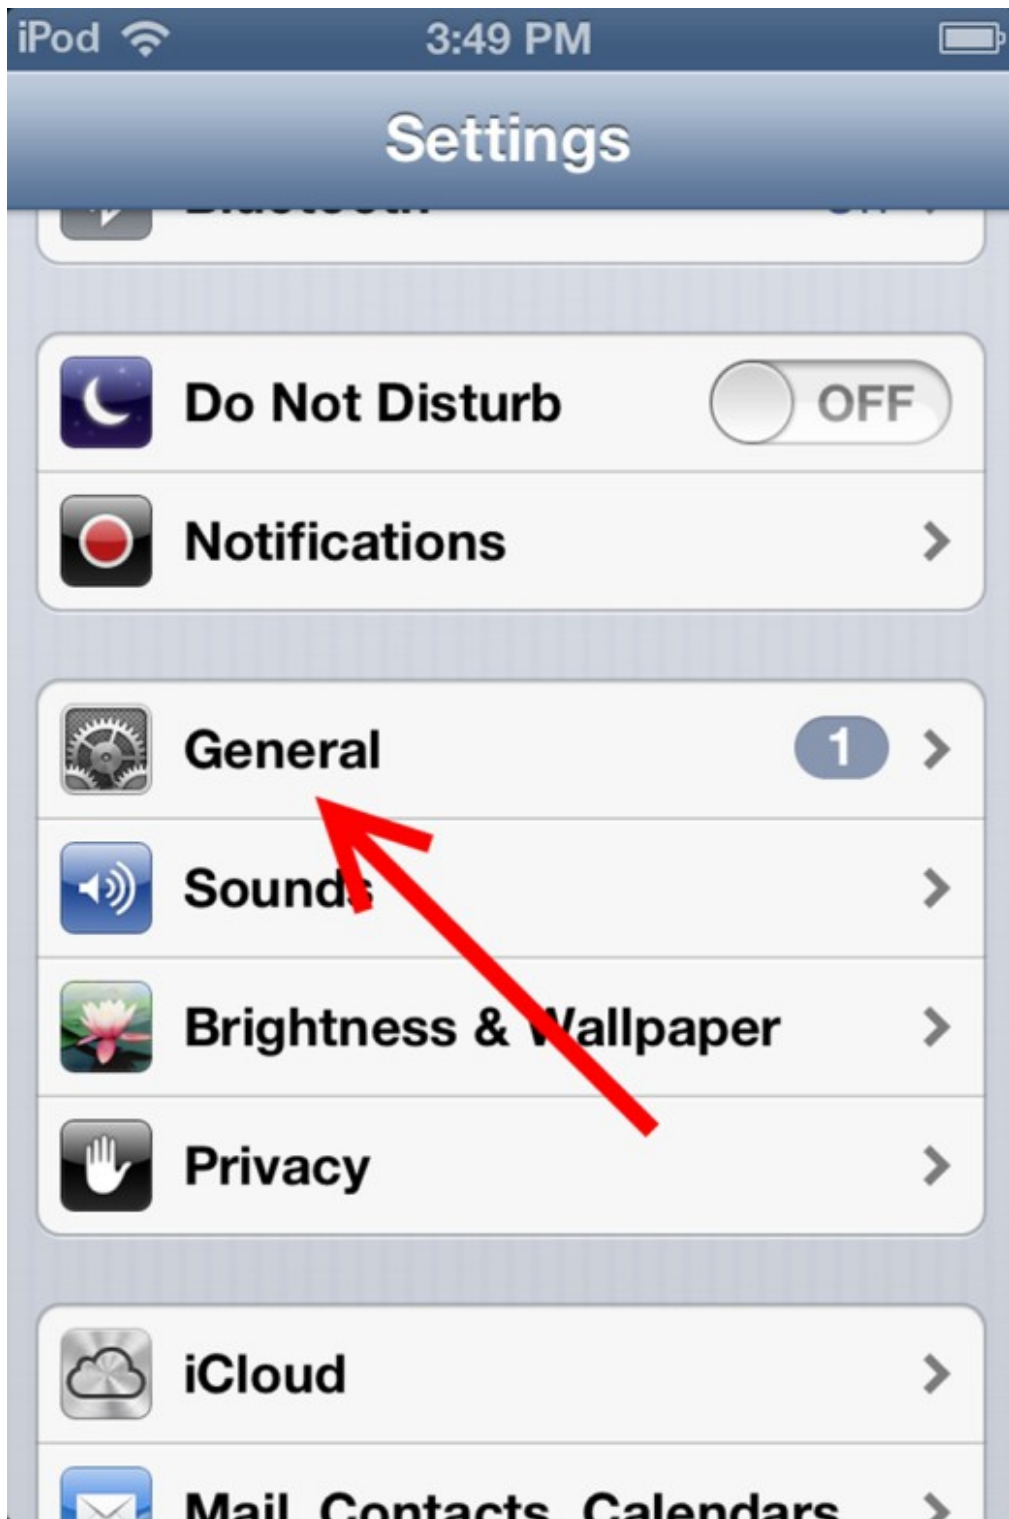 iPod 3:49 PM
Settings
Bluetooth
Do Not Disturb OFF
Notifications
General 1
Sounds
Brightness & Wallpaper
Privacy
iCloud
Mail, Contacts, Calendars